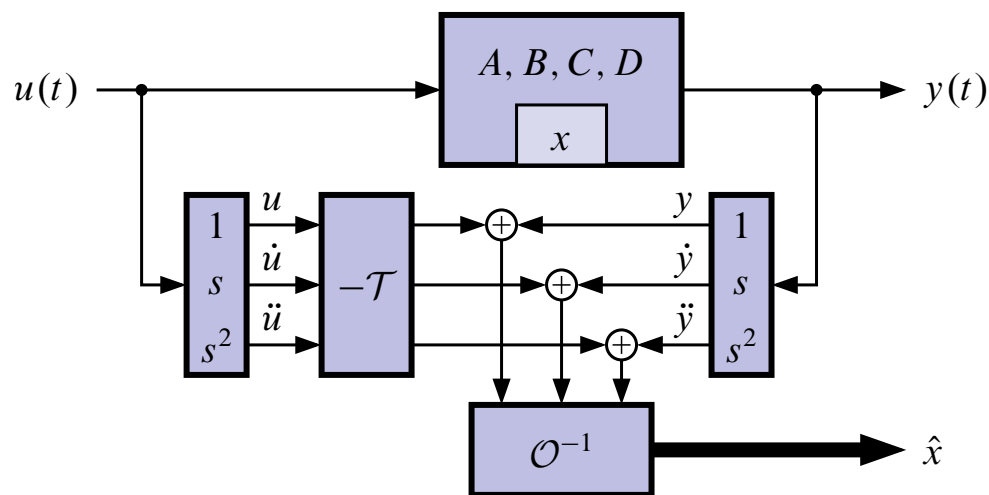 A, B, C, D
u(t)
y(t)
x
u
y
1
1
u̇
ẏ
s
−𝒯
s
ü
ÿ
s²
s²
+
+
+
𝒪⁻¹
x̂